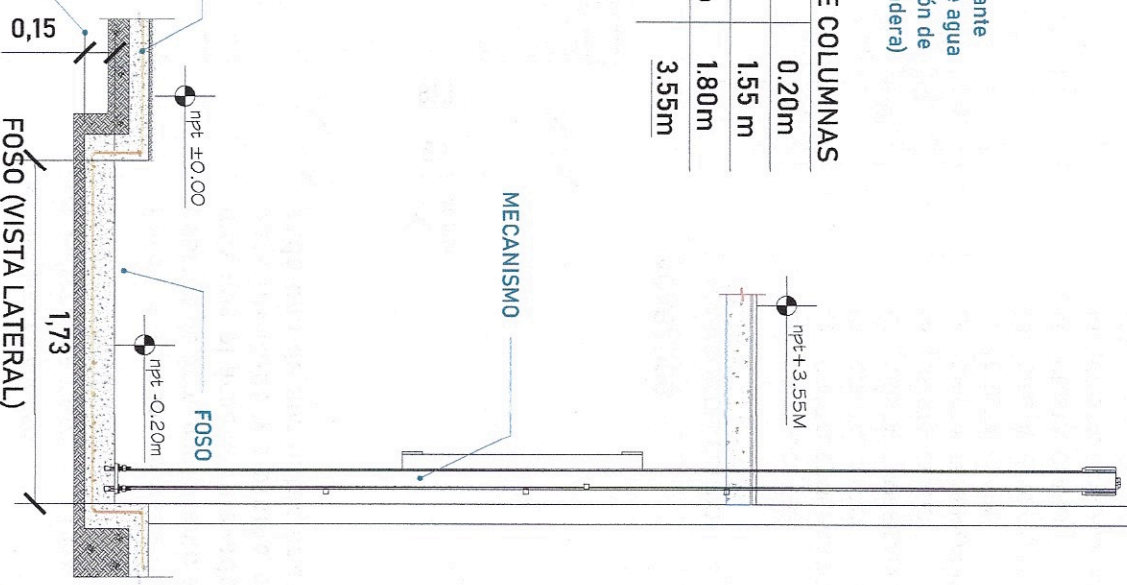 ante
e agua
ón de
dera)
E COLUMNAS
0.20m
1.55 m
1.80m
3.55m
npt+3.55M
MECANISMO
npt ±0.00
0,15
FOSO
npt -0.20m
1,73
FOSO (VISTA LATERAL)